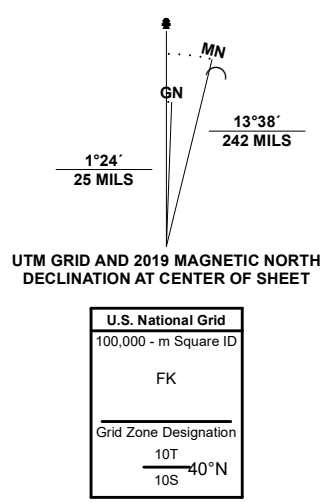 MN
GN
13°38´
242 MILS
1°24´
25 MILS
UTM GRID AND 2019 MAGNETIC NORTH
DECLINATION AT CENTER OF SHEET
U.S. National Grid
100,000 - m Square ID
FK
Grid Zone Designation
10T
40°N
10S